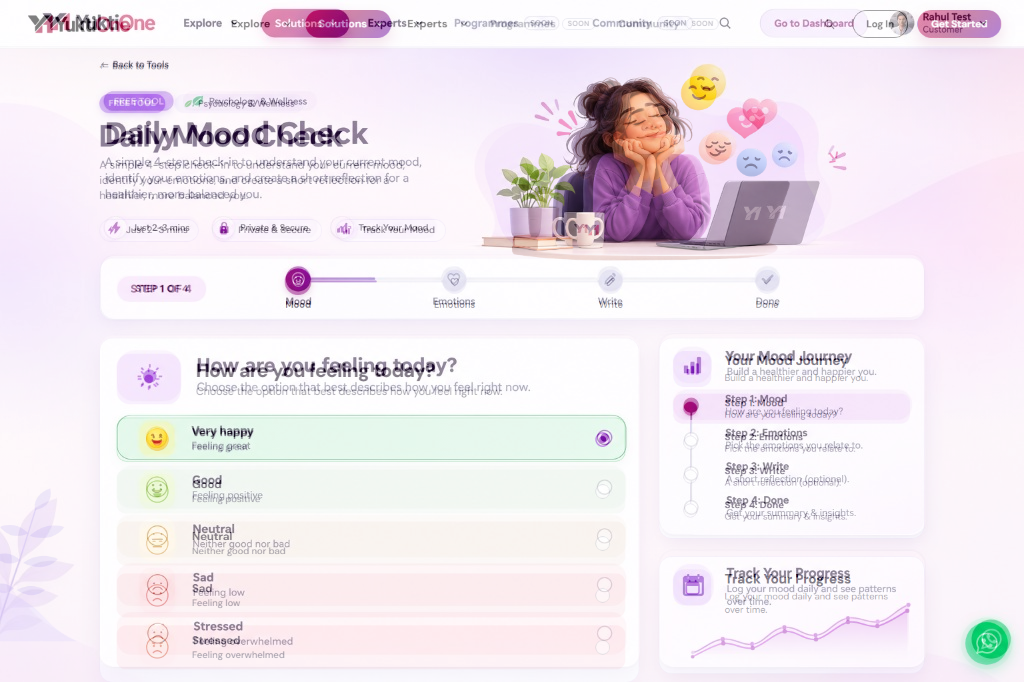 YuktiOne
Explore
Solutions
Experts
Programmes SOON
Community SOON
Go to Dashboard
Log In
Rahul Test
Customer
Get Started
← Back to Tools
FREE TOOL
Psychology & Wellness
Daily Mood Check
A simple 4-step check-in to understand your current mood,
identify your emotions, and create a short reflection for a
healthier, more balanced you.
Just 2-3 mins
Private & Secure
Track Your Mood
STEP 1 OF 4
Mood
Emotions
Write
Done
How are you feeling today?
Choose the option that best describes how you feel right now.
Very happy
Feeling great
Good
Feeling positive
Neutral
Neither good nor bad
Sad
Feeling low
Stressed
Feeling overwhelmed
Your Mood Journey
Build a healthier and happier you.
Step 1: Mood
How are you feeling today?
Step 2: Emotions
Pick the emotions you relate to.
Step 3: Write
A short reflection (optional).
Step 4: Done
Get your summary & insights.
Track Your Progress
Log your mood daily and see patterns
over time.